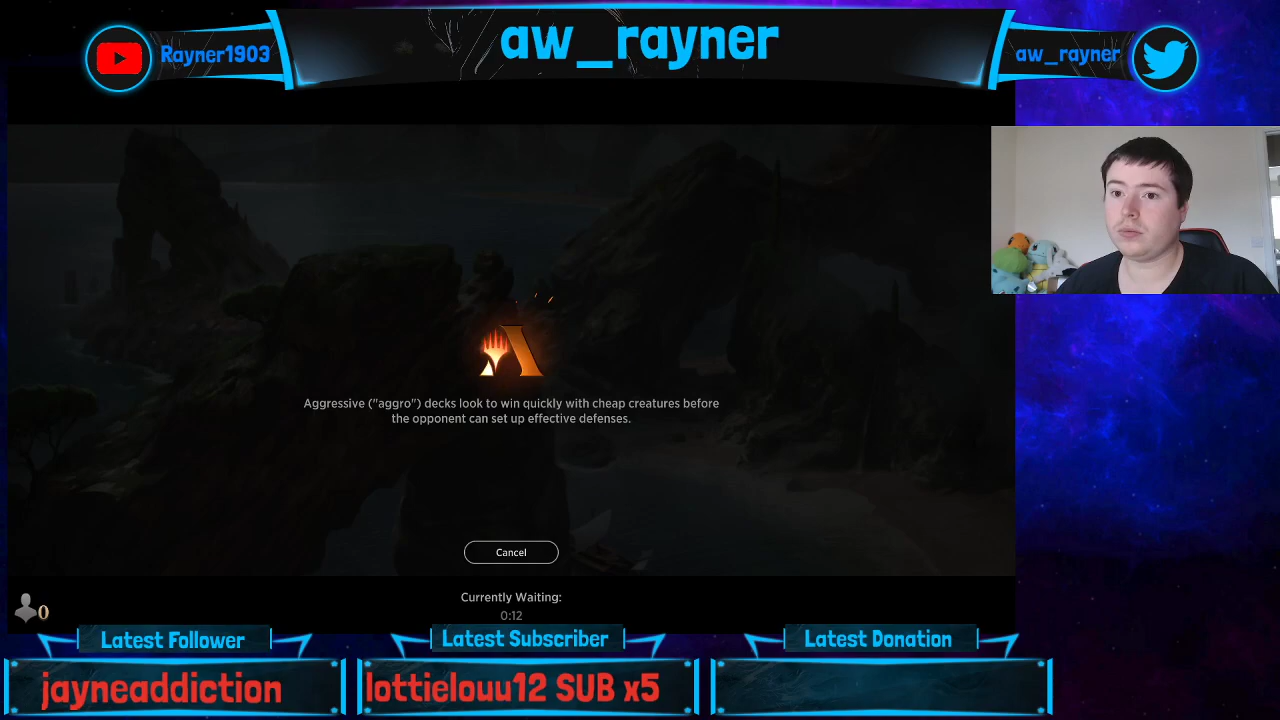 aw_rayner
Rayner1903
aw_rayner
Aggressive ("aggro") decks look to win quickly with cheap creatures before
the opponent can set up effective defenses.
Cancel
Currently Waiting:
0:12
0
Latest Follower
Latest Subscriber
Latest Donation
jayneaddiction
lottielouu12 SUB x5